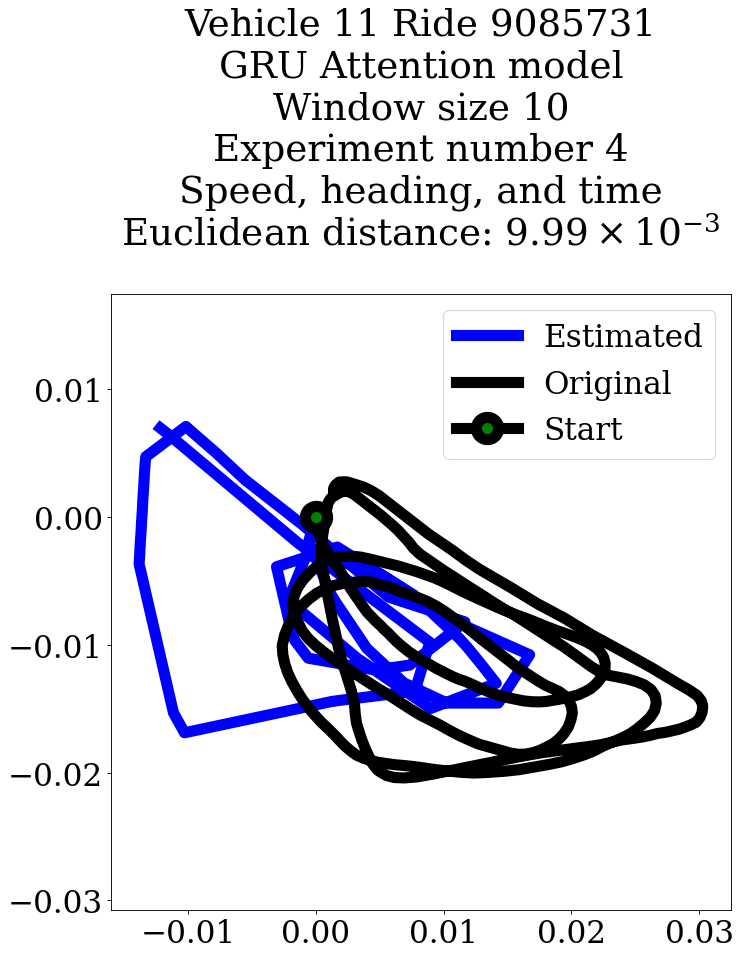 Vehicle 11 Ride 9085731
GRU Attention model
Window size 10
Experiment number 4
Speed, heading, and time
Euclidean distance: 9.99 × 10⁻³
Estimated
Original
Start
0.01
0.00
−0.01
−0.02
−0.03
−0.01 0.00 0.01 0.02 0.03